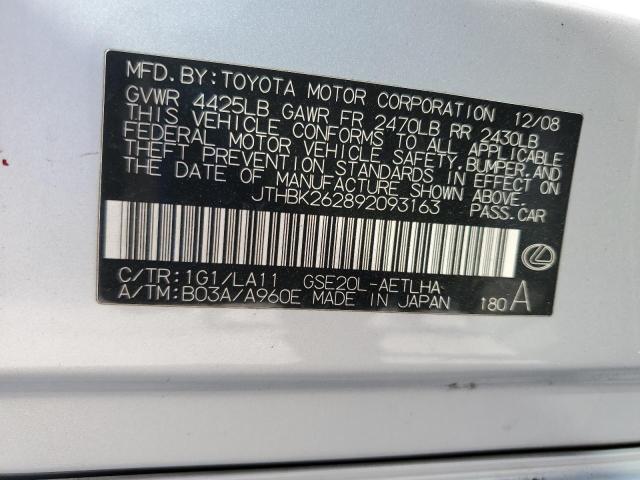 MFD. BY: TOYOTA MOTOR CORPORATION 12/08
GVWR 4425LB GAWR FR 2470LB RR 2430LB
THIS VEHICLE CONFORMS TO ALL APPLICABLE
FEDERAL MOTOR VEHICLE SAFETY, BUMPER, AND
THEFT PREVENTION STANDARDS IN EFFECT ON
THE DATE OF MANUFACTURE SHOWN ABOVE.
JTHBK262892093163 PASS. CAR
C/TR: 1G1/LA11 GSE20L-AETLHA
A/TM: B03A/A960E MADE IN JAPAN 180 A